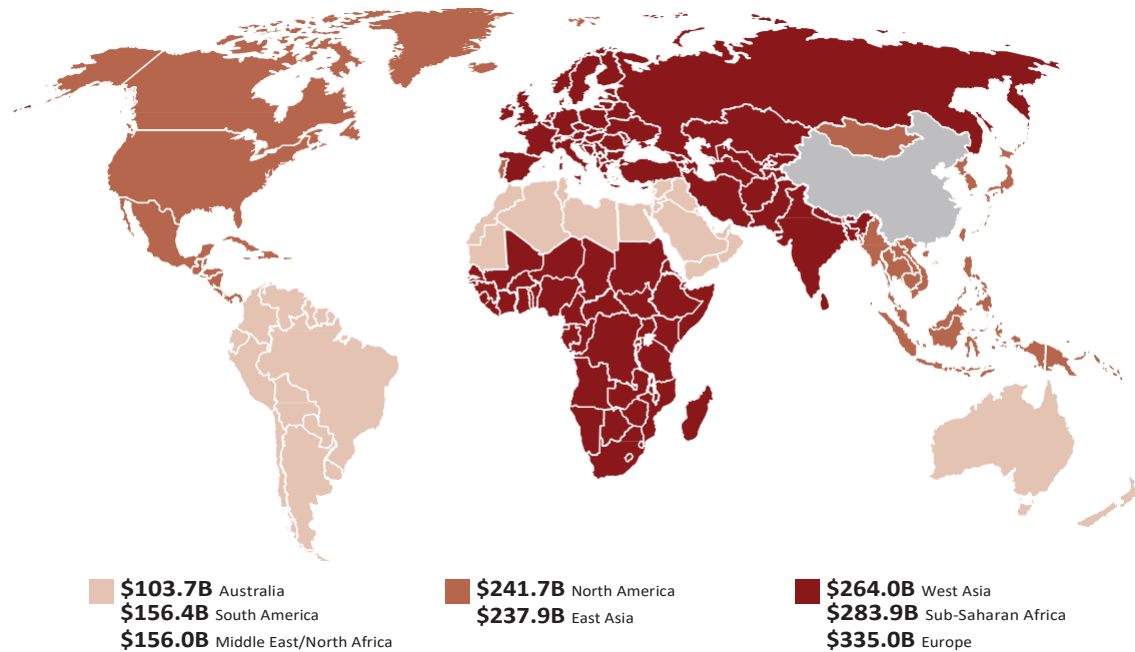 $103.7B Australia
$156.4B South America
$156.0B Middle East/North Africa
$241.7B North America
$237.9B East Asia
$264.0B West Asia
$283.9B Sub-Saharan Africa
$335.0B Europe